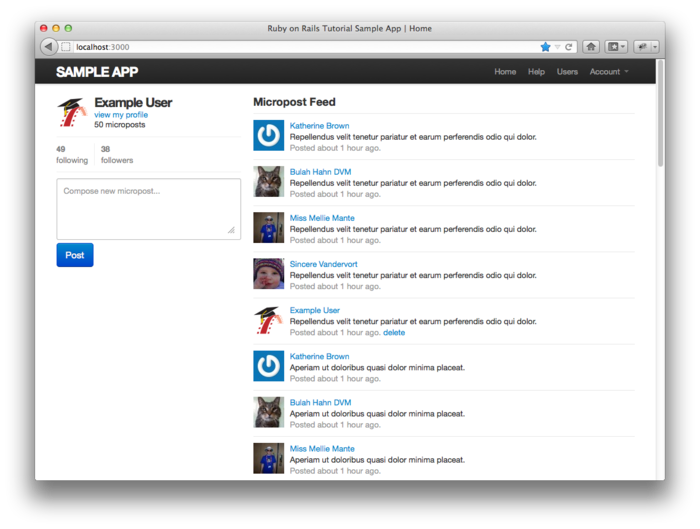 Ruby on Rails Tutorial Sample App | Home
localhost:3000
SAMPLE APP
Home Help Users Account
Example User
view my profile
50 microposts
49 38
following followers
Compose new micropost...
Post
Micropost Feed
Katherine Brown
Repellendus velit tenetur pariatur et earum perferendis odio qui dolor.
Posted about 1 hour ago.
Bulah Hahn DVM
Repellendus velit tenetur pariatur et earum perferendis odio qui dolor.
Posted about 1 hour ago.
Miss Mellie Mante
Repellendus velit tenetur pariatur et earum perferendis odio qui dolor.
Posted about 1 hour ago.
Sincere Vandervort
Repellendus velit tenetur pariatur et earum perferendis odio qui dolor.
Posted about 1 hour ago.
Example User
Repellendus velit tenetur pariatur et earum perferendis odio qui dolor.
Posted about 1 hour ago. delete
Katherine Brown
Aperiam ut doloribus quasi dolor minima placeat.
Posted about 1 hour ago.
Bulah Hahn DVM
Aperiam ut doloribus quasi dolor minima placeat.
Posted about 1 hour ago.
Miss Mellie Mante
Aperiam ut doloribus quasi dolor minima placeat.
Posted about 1 hour ago.